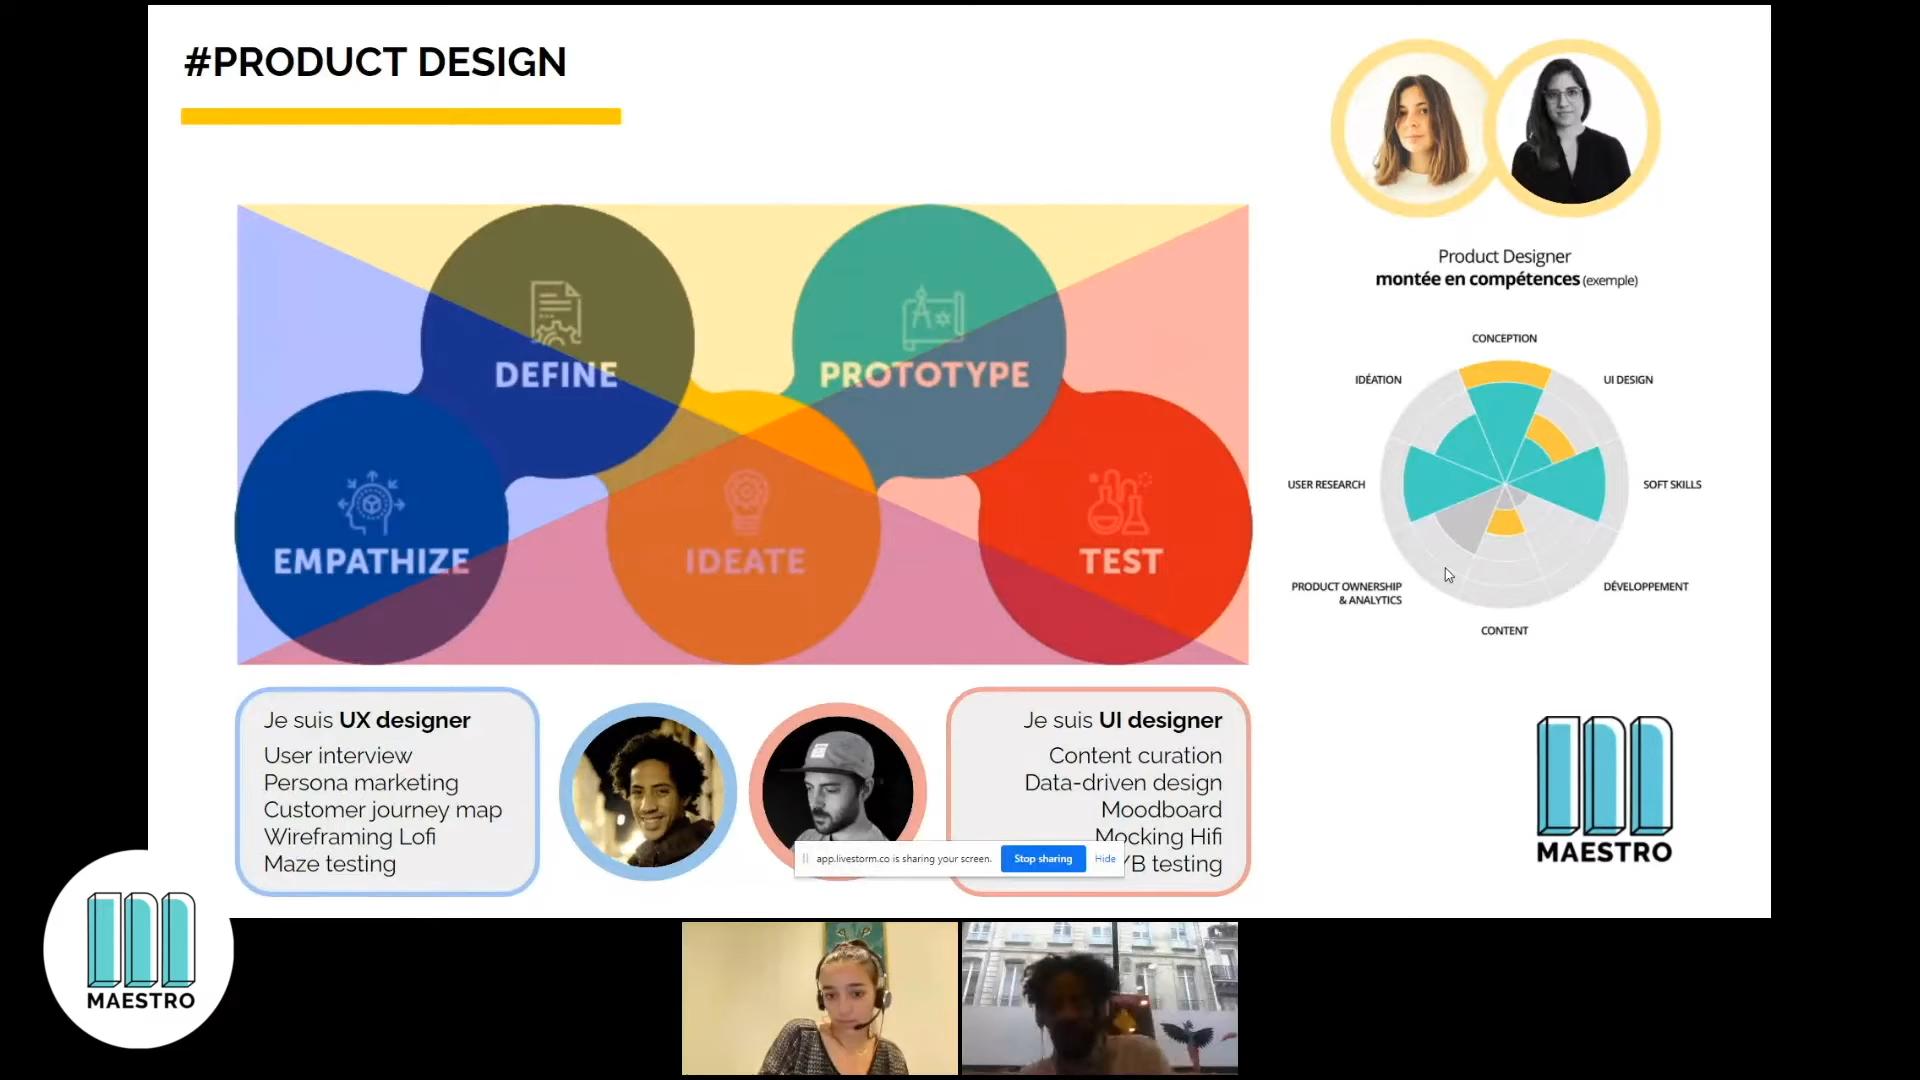 #PRODUCT DESIGN
Product Designer
montée en compétences (exemple)
CONCEPTION
IDÉATION
UI DESIGN
USER RESEARCH
SOFT SKILLS
PRODUCT OWNERSHIP
& ANALYTICS
DÉVELOPPEMENT
CONTENT
DEFINE
PROTOTYPE
EMPATHIZE
IDEATE
TEST
Je suis UX designer
User interview
Persona marketing
Customer journey map
Wireframing Lofi
Maze testing
Je suis UI designer
Content curation
Data-driven design
Moodboard
Mocking Hifi
/B testing
app.livestorm.co is sharing your screen.
Stop sharing
Hide
MAESTRO
MAESTRO